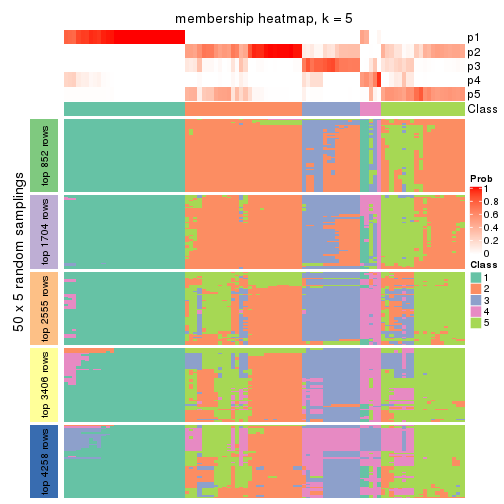 membership heatmap, k = 5
p1
p2
p3
p4
p5
Class
50 x 5 random samplings
top 852 rows
top 1704 rows
top 2555 rows
top 3406 rows
top 4258 rows
Prob
1
0.8
0.6
0.4
0.2
0
Class
1
2
3
4
5